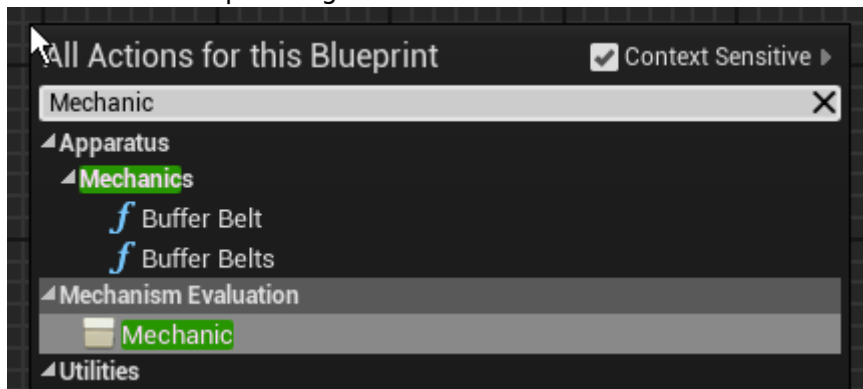 All Actions for this Blueprint Context Sensitive
Mechanic
Apparatus
Mechanics
Buffer Belt
Buffer Belts
Mechanism Evaluation
Mechanic
Utilities